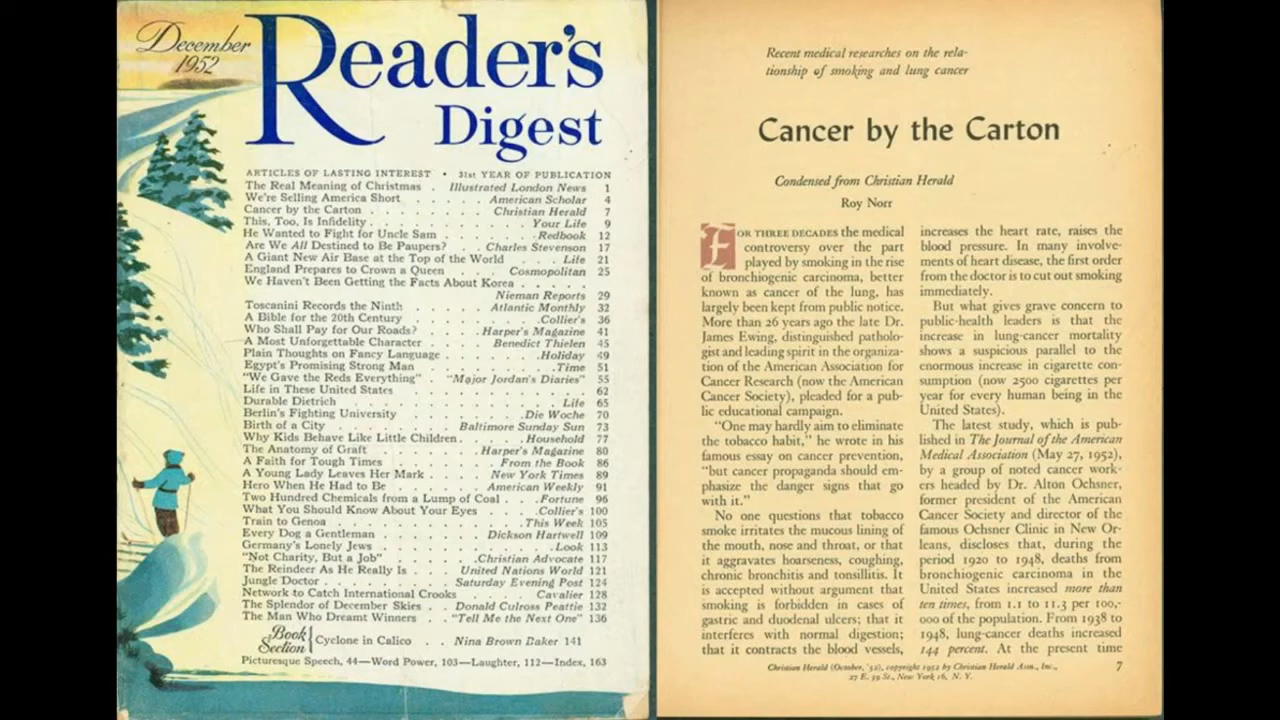 December
1952
Reader's
Digest
ARTICLES OF LASTING INTEREST • 31st YEAR OF PUBLICATION
The Real Meaning of Christmas . Illustrated London News 1
We're Selling America Short . . . . . American Scholar 4
Cancer by the Carton . . . . . . . . Christian Herald 7
This, Too, Is Infidelity . . . . . . . . . . Your Life 9
He Wanted to Fight for Uncle Sam . . . . . . Redbook 12
Are We All Destined to Be Paupers? . . Charles Stevenson 17
A Giant New Air Base at the Top of the World . . . Life 21
England Prepares to Crown a Queen . . . . Cosmopolitan 25
We Haven't Been Getting the Facts About Korea . . . . .
Nieman Reports 29
Toscanini Records the Ninth . . . . . Atlantic Monthly 32
A Bible for the 20th Century . . . . . . . . .Collier's 36
Who Shall Pay for Our Roads? . . . .Harper's Magazine 41
A Most Unforgettable Character . . . . Benedict Thielen 45
Plain Thoughts on Fancy Language . . . . . . .Holiday 49
Egypt's Promising Strong Man . . . . . . . . . .Time 51
"We Gave the Reds Everything" . . "Major Jordan's Diaries" 55
Life in These United States . . . . . . . . . . . . . 62
Durable Dietrich . . . . . . . . . . . . . . . Life 65
Berlin's Fighting University . . . . . . . . .Die Woche 70
Birth of a City . . . . . . . . . Baltimore Sunday Sun 73
Why Kids Behave Like Little Children. . . . .Household 77
The Anatomy of Graft . . . . . . . .Harper's Magazine 80
A Faith for Tough Times . . . . . . . From the Book 86
A Young Lady Leaves Her Mark . . . . New York Times 89
Hero When He Had to Be . . . . . . American Weekly 91
Two Hundred Chemicals from a Lump of Coal . . .Fortune 96
What You Should Know About Your Eyes . . . .Collier's 100
Train to Genoa . . . . . . . . . . . . . .This Week 105
Every Dog a Gentleman . . . . . . . Dickson Hartwell 109
Germany's Lonely Jews . . . . . . . . . . . . Look 113
"Not Charity, But a Job" . . . . . . .Christian Advocate 117
The Reindeer As He Really Is . . . . . United Nations World 121
Jungle Doctor . . . . . . . . . Saturday Evening Post 124
Network to Catch International Crooks . . . . . Cavalier 128
The Splendor of December Skies . . Donald Culross Peattie 132
The Man Who Dreamt Winners . . "Tell Me the Next One" 136
Book
Section
Cyclone in Calico . . Nina Brown Baker 141
Picturesque Speech, 44—Word Power, 103—Laughter, 112—Index, 163
Recent medical researches on the rela-
tionship of smoking and lung cancer
Cancer by the Carton
Condensed from Christian Herald
Roy Norr
FOR THREE DECADES the medical
controversy over the part
played by smoking in the rise
of bronchiogenic carcinoma, better
known as cancer of the lung, has
largely been kept from public notice.
More than 26 years ago the late Dr.
James Ewing, distinguished patholo-
gist and leading spirit in the organiza-
tion of the American Association for
Cancer Research (now the American
Cancer Society), pleaded for a pub-
lic educational campaign.
"One may hardly aim to eliminate
the tobacco habit," he wrote in his
famous essay on cancer prevention,
"but cancer propaganda should em-
phasize the danger signs that go
with it."
No one questions that tobacco
smoke irritates the mucous lining of
the mouth, nose and throat, or that
it aggravates hoarseness, coughing,
chronic bronchitis and tonsillitis. It
is accepted without argument that
smoking is forbidden in cases of
gastric and duodenal ulcers; that it
interferes with normal digestion;
that it contracts the blood vessels,
increases the heart rate, raises the
blood pressure. In many involve-
ments of heart disease, the first order
from the doctor is to cut out smoking
immediately.
But what gives grave concern to
public-health leaders is that the
increase in lung-cancer mortality
shows a suspicious parallel to the
enormous increase in cigarette con-
sumption (now 2500 cigarettes per
year for every human being in the
United States).
The latest study, which is pub-
lished in The Journal of the American
Medical Association (May 27, 1952),
by a group of noted cancer work-
ers headed by Dr. Alton Ochsner,
former president of the American
Cancer Society and director of the
famous Ochsner Clinic in New Or-
leans, discloses that, during the
period 1920 to 1948, deaths from
bronchiogenic carcinoma in the
United States increased more than
ten times, from 1.1 to 11.3 per 100,-
000 of the population. From 1938 to
1948, lung-cancer deaths increased
144 percent. At the present time
Christian Herald (October, '52), copyright 1952 by Christian Herald Assn., Inc.,
27 E. 39 St., New York 16, N. Y.
7